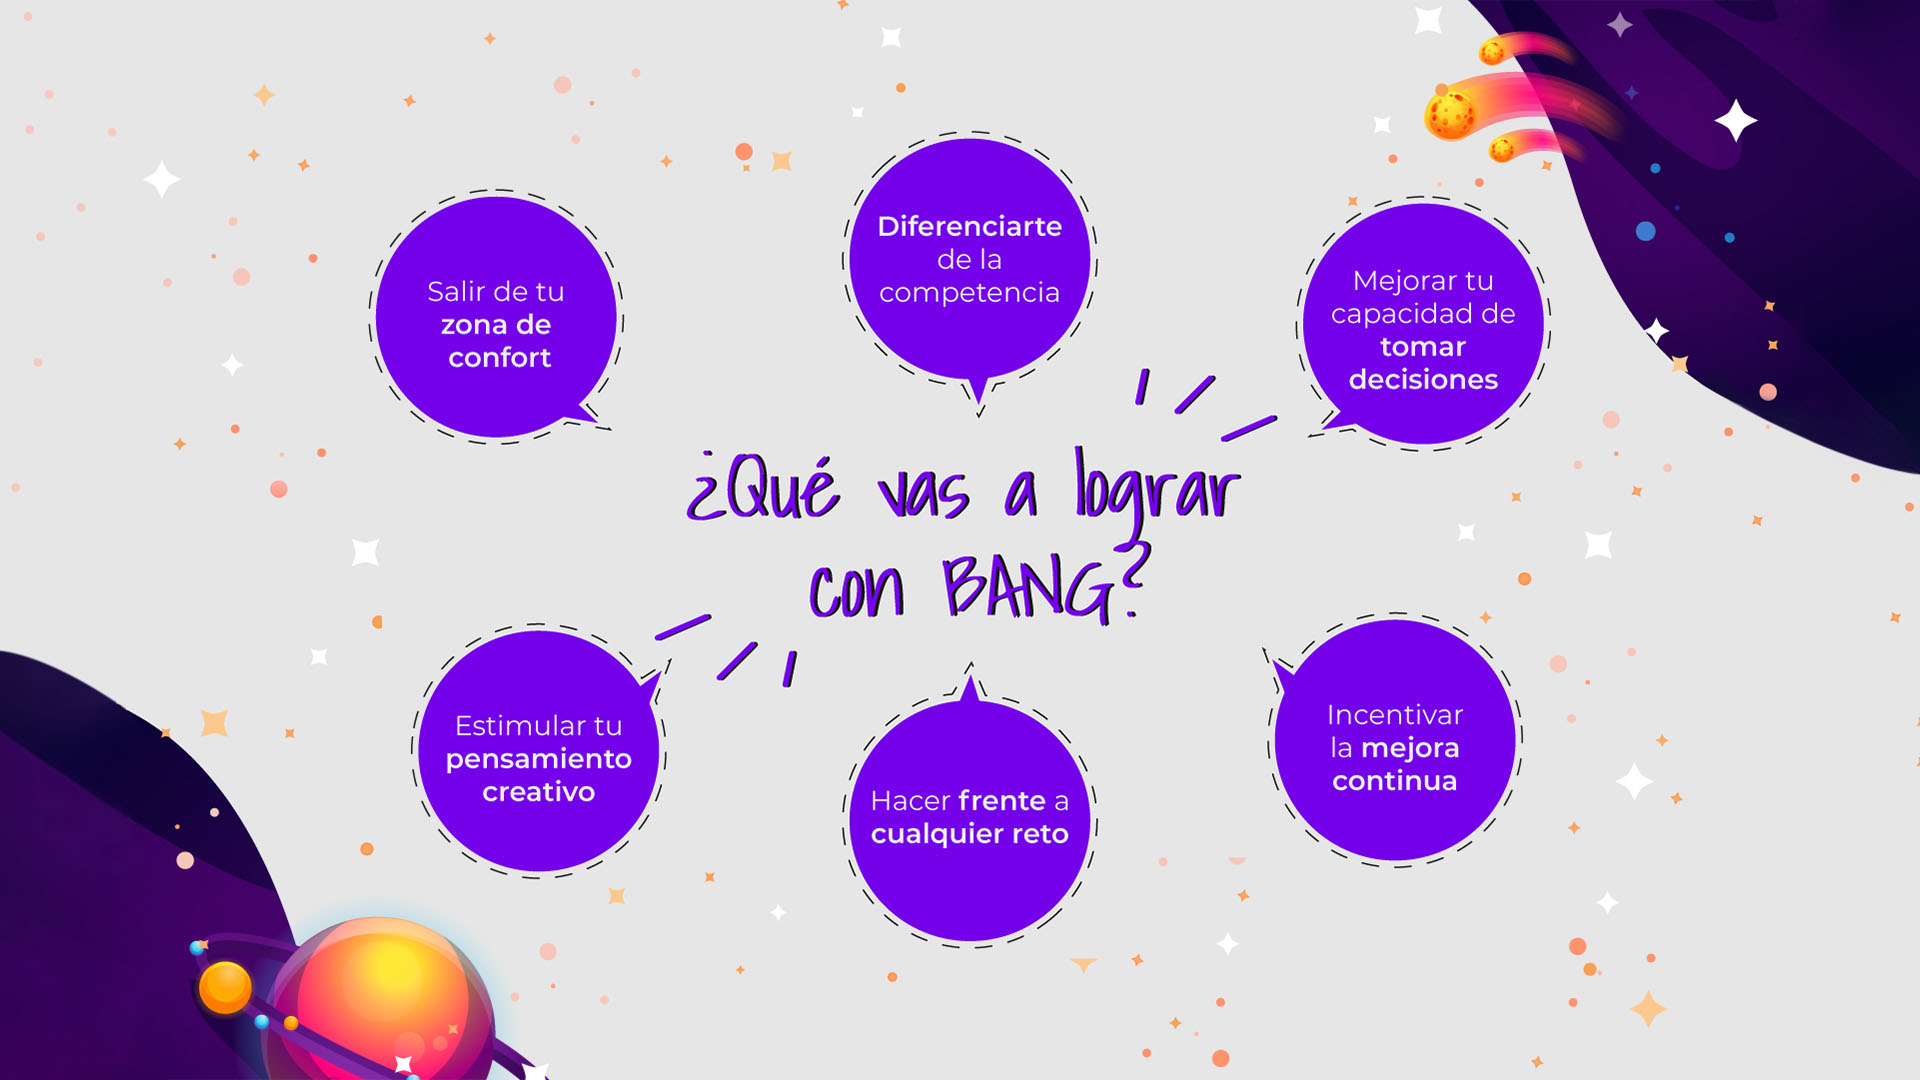 Salir de tu
zona de
confort
Diferenciarte
de la
competencia
Mejorar tu
capacidad de
tomar
decisiones
¿Qué vas a lograr
con BANG?
Estimular tu
pensamiento
creativo
Hacer frente a
cualquier reto
Incentivar
la mejora
continua